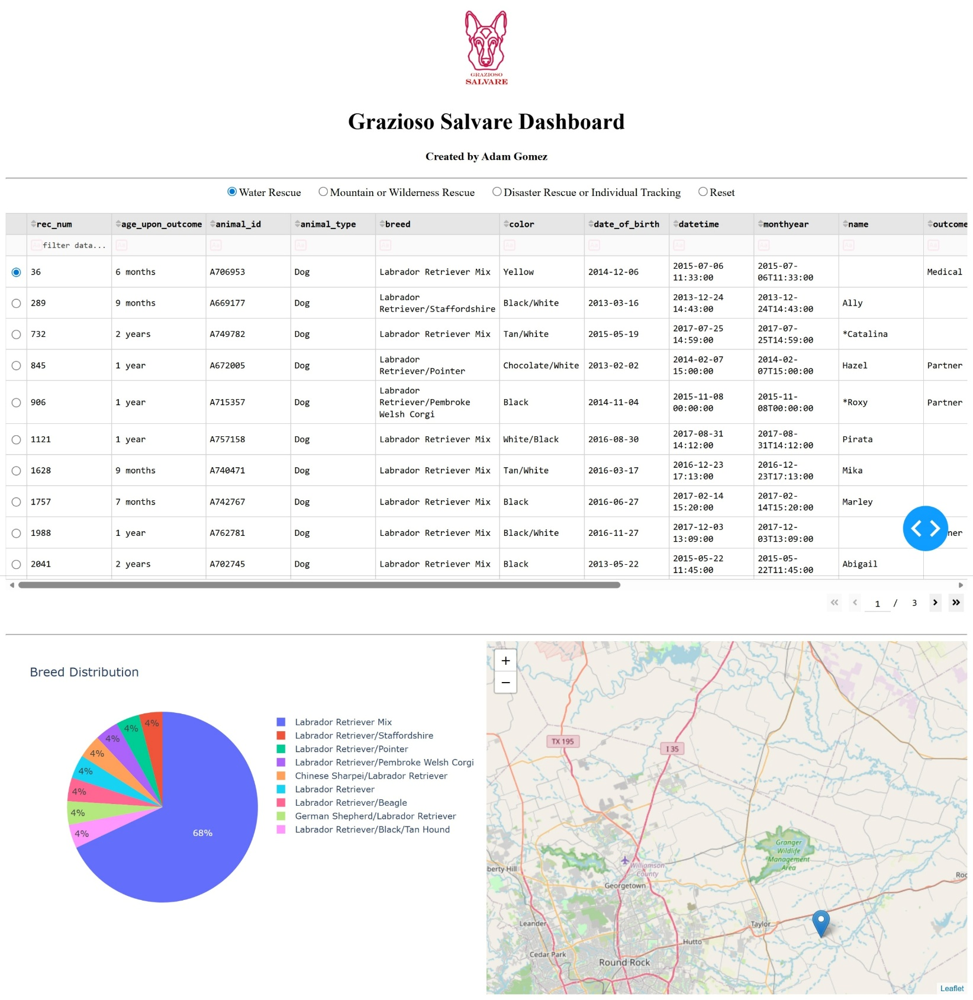 GRAZIOSO
SALVARE
Grazioso Salvare Dashboard
Created by Adam Gomez
Water Rescue Mountain or Wilderness Rescue Disaster Rescue or Individual Tracking Reset
rec_num age_upon_outcome animal_id animal_type breed color date_of_birth datetime monthyear name outcome
Aa filter data... Aa Aa Aa Aa Aa Aa Aa Aa Aa Aa
36 6 months A706953 Dog Labrador Retriever Mix Yellow 2014-12-06 2015-07-06 11:33:00 2015-07-06T11:33:00 Medical
289 9 months A669177 Dog Labrador Retriever/Staffordshire Black/White 2013-03-16 2013-12-24 14:43:00 2013-12-24T14:43:00 Ally
732 2 years A749782 Dog Labrador Retriever Mix Tan/White 2015-05-19 2017-07-25 14:59:00 2017-07-25T14:59:00 *Catalina
845 1 year A672005 Dog Labrador Retriever/Pointer Chocolate/White 2013-02-02 2014-02-07 15:00:00 2014-02-07T15:00:00 Hazel Partner
906 1 year A715357 Dog Labrador Retriever/Pembroke Welsh Corgi Black 2014-11-04 2015-11-08 00:00:00 2015-11-08T00:00:00 *Roxy Partner
1121 1 year A757158 Dog Labrador Retriever Mix White/Black 2016-08-30 2017-08-31 14:12:00 2017-08-31T14:12:00 Pirata
1628 9 months A740471 Dog Labrador Retriever Mix Tan/White 2016-03-17 2016-12-23 17:13:00 2016-12-23T17:13:00 Mika
1757 7 months A742767 Dog Labrador Retriever Mix Black 2016-06-27 2017-02-14 15:20:00 2017-02-14T15:20:00 Marley
1988 1 year A762781 Dog Labrador Retriever Mix Black/White 2016-11-27 2017-12-03 13:09:00 2017-12-03T13:09:00 ner
2041 2 years A702745 Dog Labrador Retriever Mix Black 2013-05-22 2015-05-22 11:45:00 2015-05-22T11:45:00 Abigail
1 / 3
Breed Distribution
4%
4%
4%
4%
4%
4%
4%
4%
68%
Labrador Retriever Mix
Labrador Retriever/Staffordshire
Labrador Retriever/Pointer
Labrador Retriever/Pembroke Welsh Corgi
Chinese Sharpei/Labrador Retriever
Labrador Retriever
Labrador Retriever/Beagle
German Shepherd/Labrador Retriever
Labrador Retriever/Black/Tan Hound
+
−
TX 195
I 35
Granger
Wildlife
Management
Area
Williamson
County
berty Hill
Roc
Georgetown
Leander
Taylor
Hutto
Cedar Park
Round Rock
Leaflet